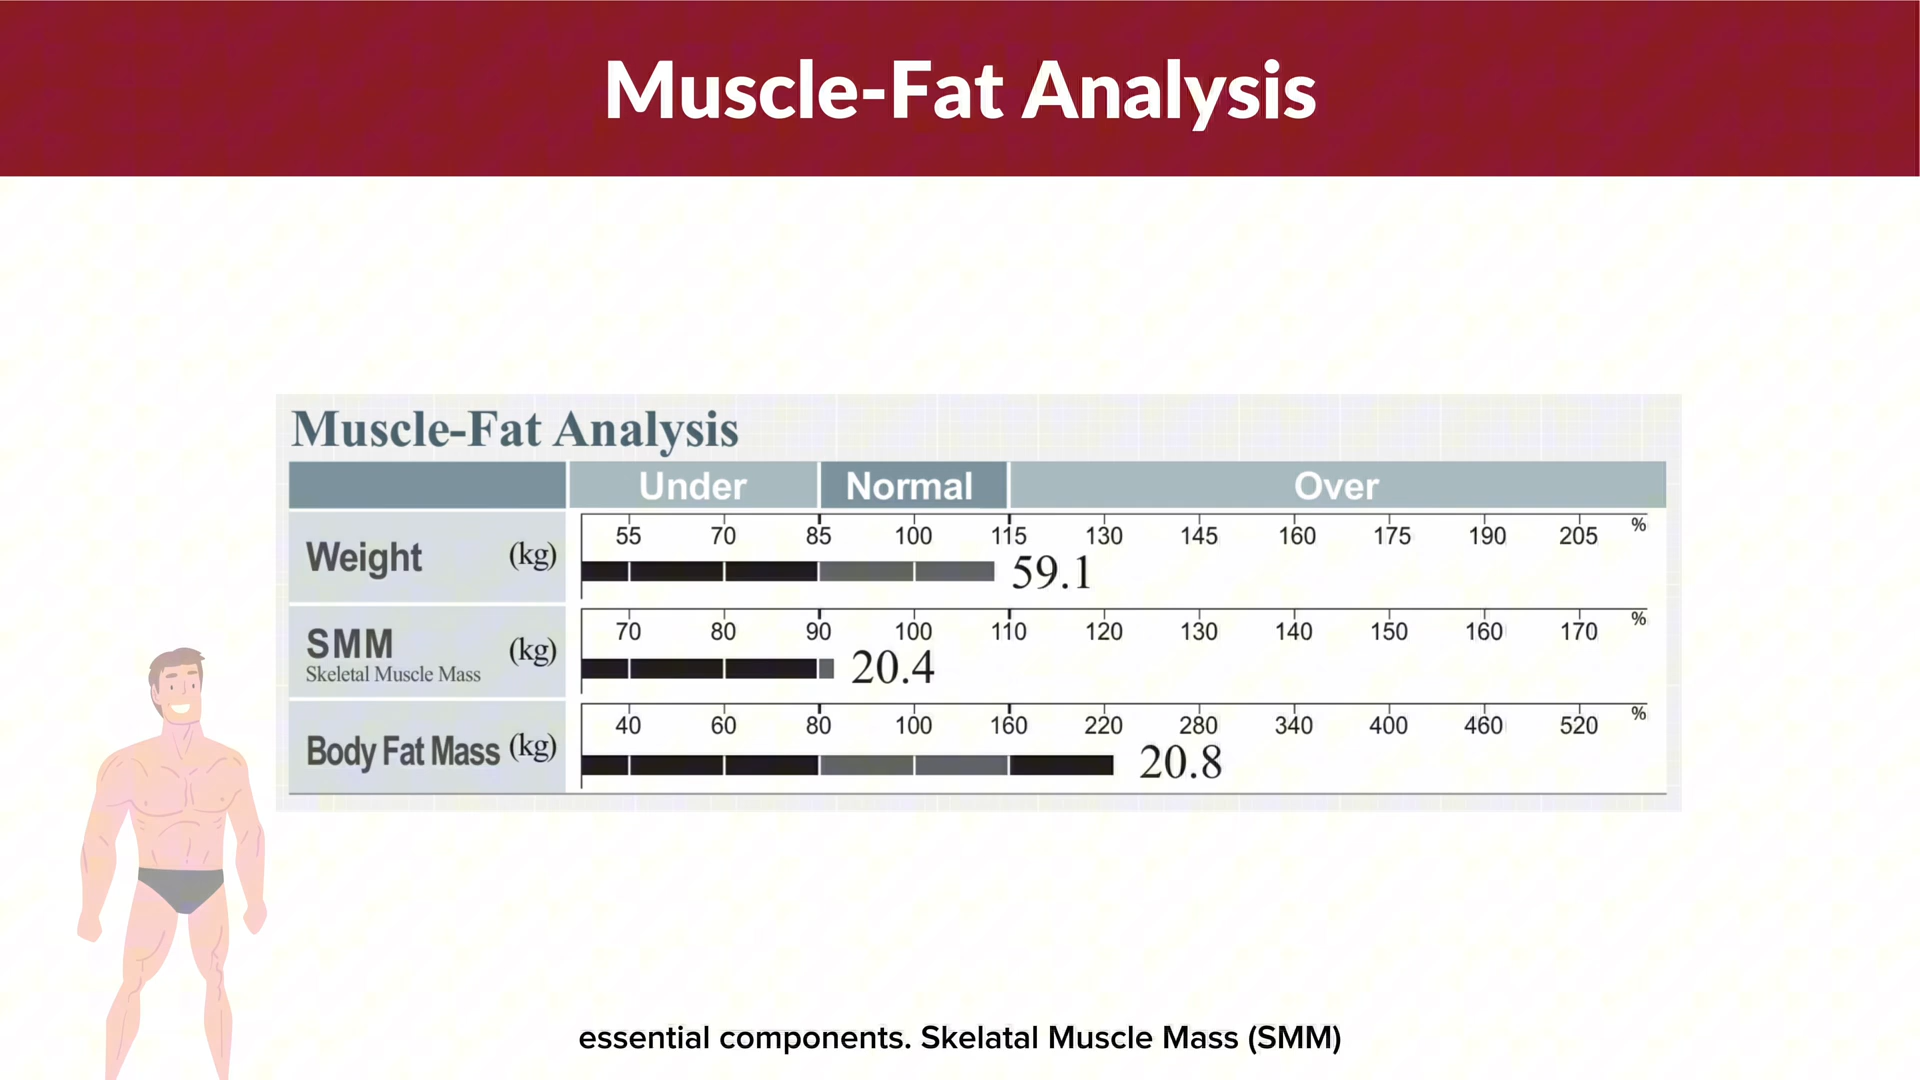 Muscle-Fat Analysis
Muscle-Fat Analysis
Under Normal Over
55 70 85 100 115 130 145 160 175 190 205 %
Weight (kg) 59.1
70 80 90 100 110 120 130 140 150 160 170 %
SMM (kg) 20.4
Skeletal Muscle Mass
40 60 80 100 160 220 280 340 400 460 520 %
Body Fat Mass (kg) 20.8
essential components. Skelatal Muscle Mass (SMM)